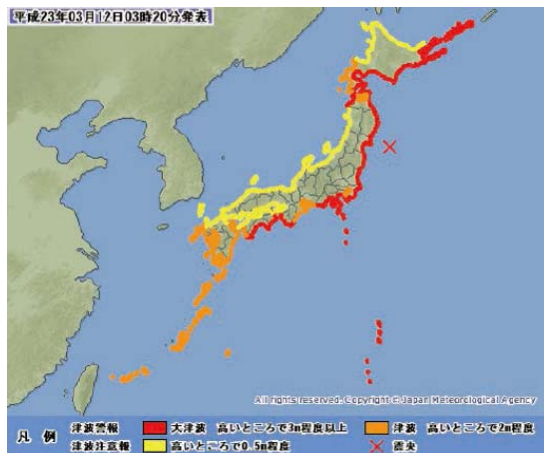 平成23年03月12日03時20分発表
All rights reserved. Copyright © Japan Meteorological Agency
凡 例 津波警報 大津波 高いところで3m程度以上 津波 高いところで2m程度
津波注意報 高いところで0.5m程度 震央